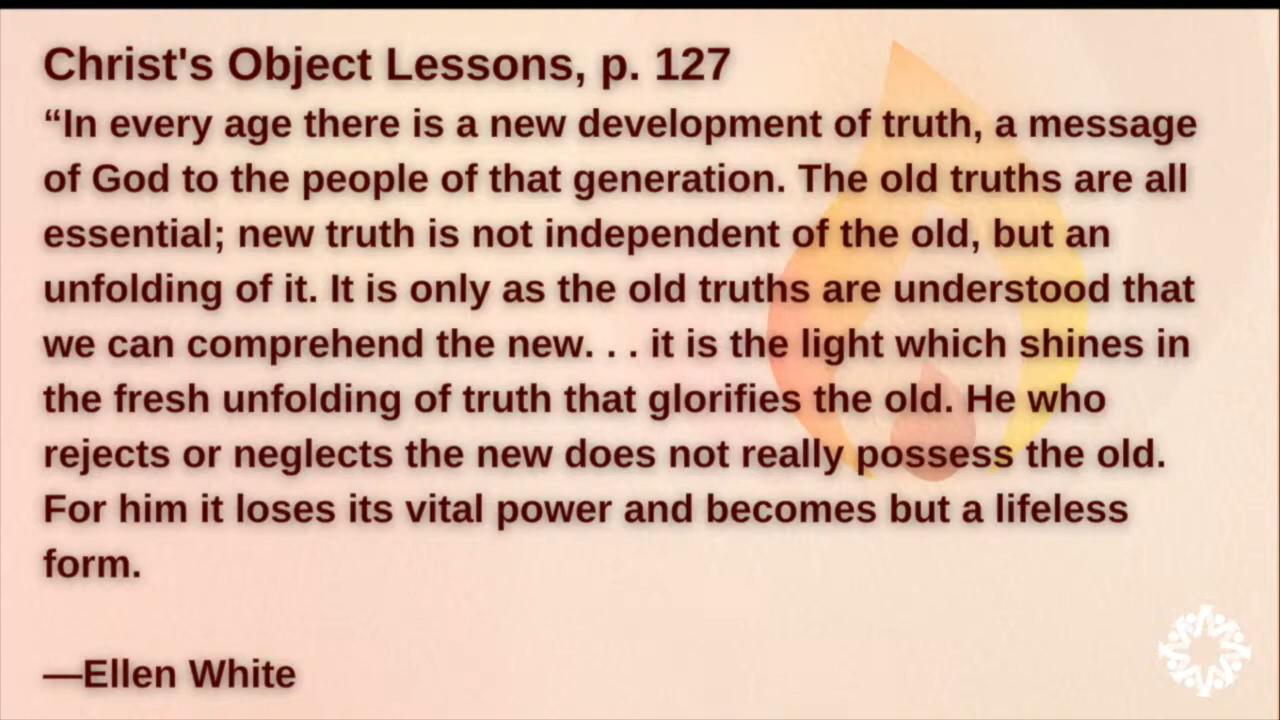 Christ's Object Lessons, p. 127
“In every age there is a new development of truth, a message
of God to the people of that generation. The old truths are all
essential; new truth is not independent of the old, but an
unfolding of it. It is only as the old truths are understood that
we can comprehend the new. . . it is the light which shines in
the fresh unfolding of truth that glorifies the old. He who
rejects or neglects the new does not really possess the old.
For him it loses its vital power and becomes but a lifeless
form.
—Ellen White